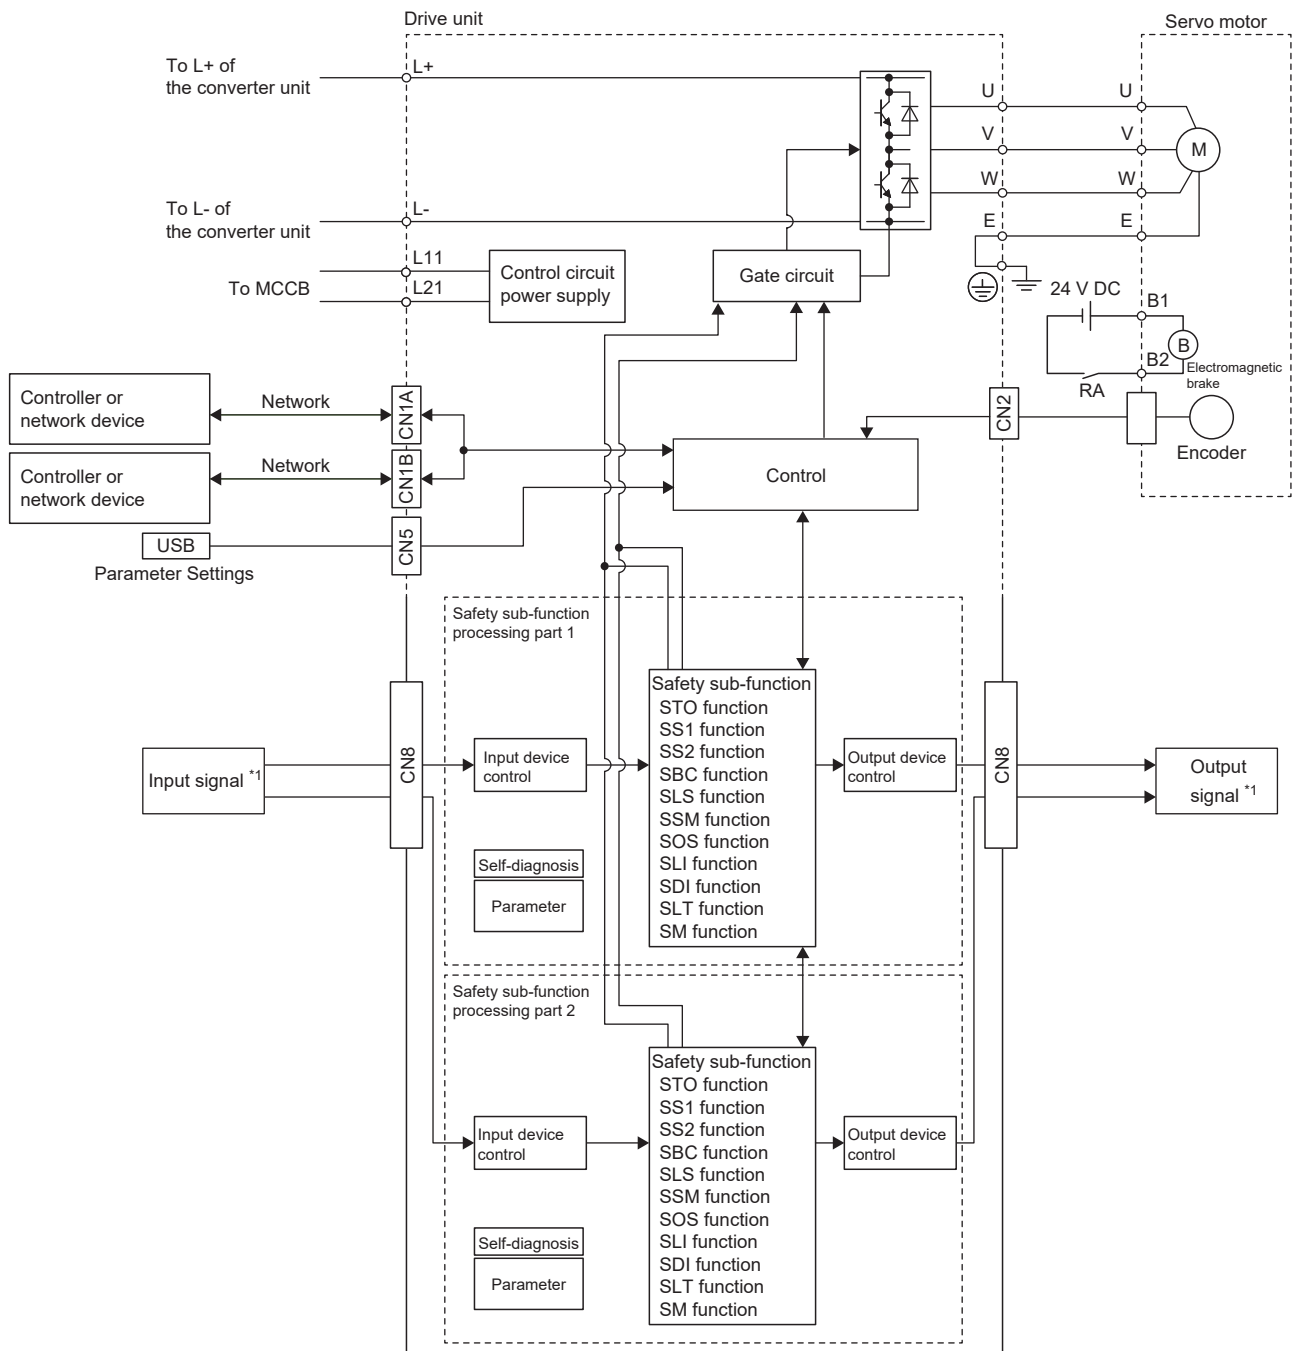 Drive unit
Servo motor
To L+ of
the converter unit
L+
U
U
V
V
M
W
W
To L- of
the converter unit
L-
E
E
L11
Control circuit
power supply
Gate circuit
To MCCB
L21
24 V DC
B1
B
B2
Electromagnetic
brake
RA
Controller or
network device
Network
CN1A
CN2
Encoder
Controller or
network device
Network
CN1B
Control
USB
CN5
Parameter Settings
Safety sub-function
processing part 1
Safety sub-function
STO function
SS1 function
SS2 function
SBC function
SLS function
SSM function
SOS function
SLI function
SDI function
SLT function
SM function
Input signal *1
CN8
Input device
control
Output device
control
CN8
Output
signal *1
Self-diagnosis
Parameter
Safety sub-function
processing part 2
Safety sub-function
STO function
SS1 function
SS2 function
SBC function
SLS function
SSM function
SOS function
SLI function
SDI function
SLT function
SM function
Input device
control
Output device
control
Self-diagnosis
Parameter